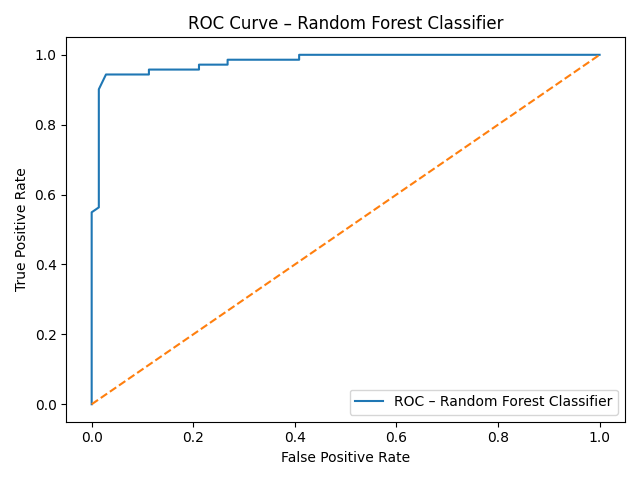 ROC Curve – Random Forest Classifier
True Positive Rate
1.0
0.8
0.6
0.4
0.2
0.0
0.0 0.2 0.4 0.6 0.8 1.0
False Positive Rate
ROC – Random Forest Classifier